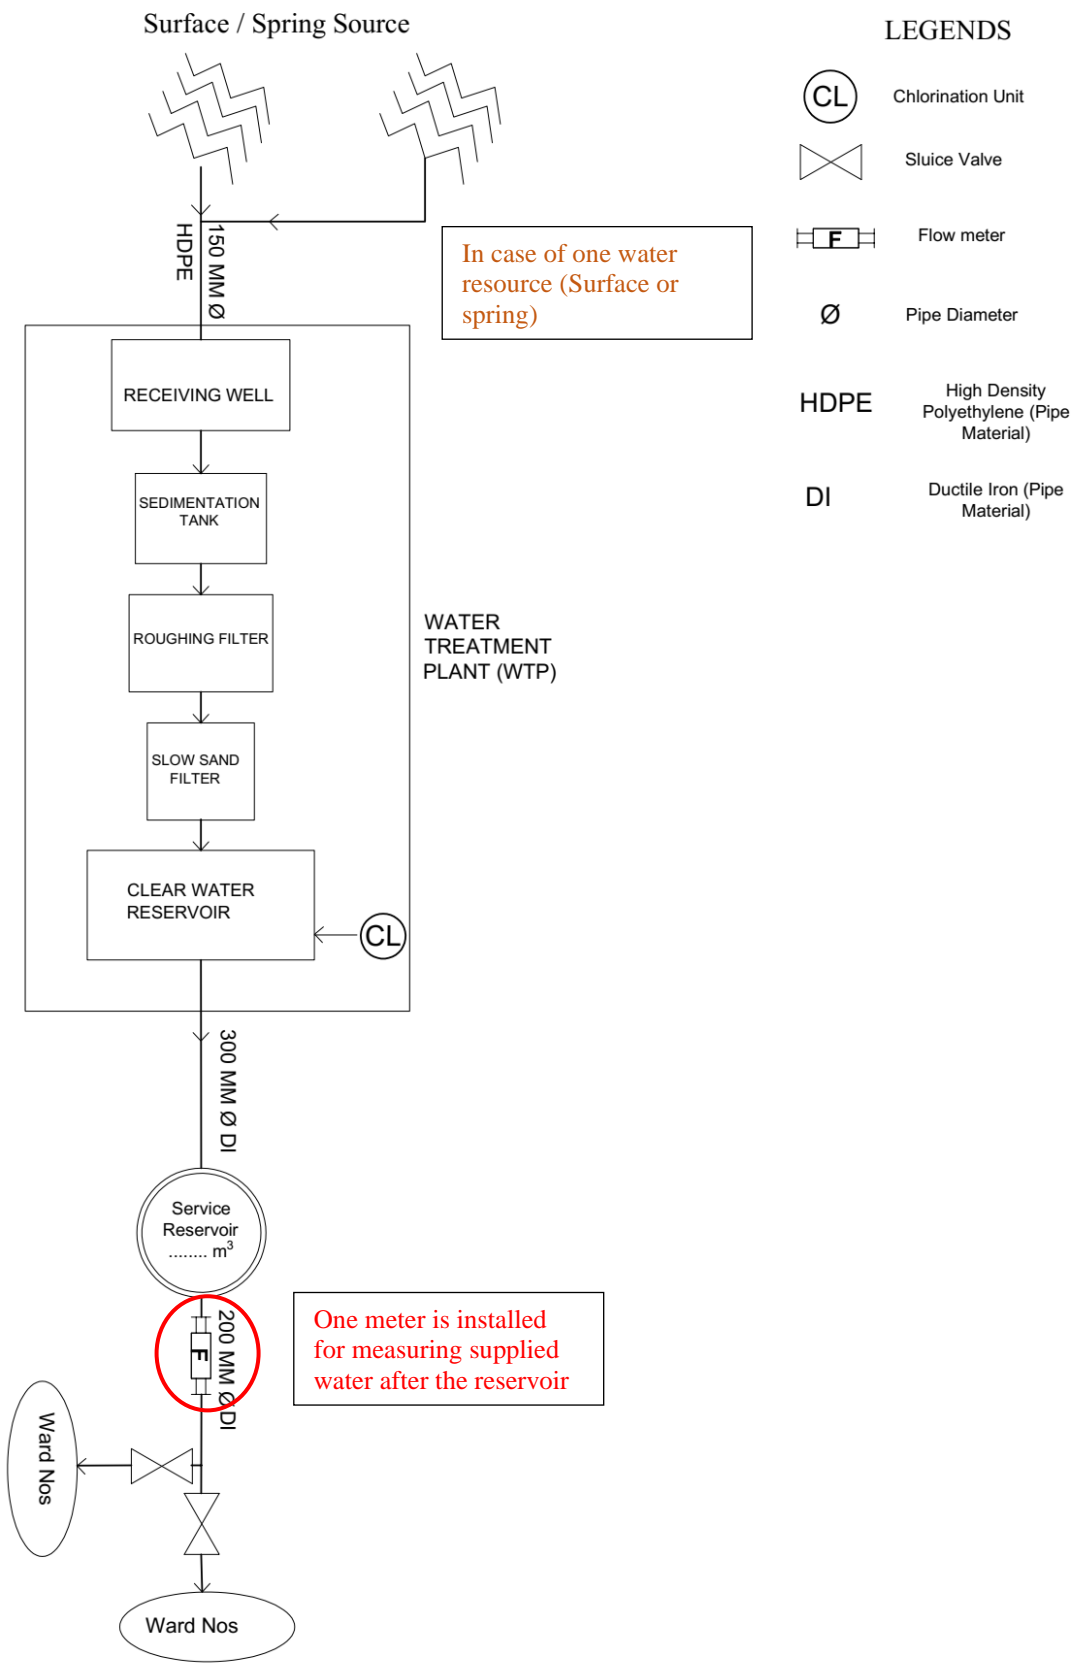 Surface / Spring Source
150 MM Ø
HDPE
In case of one water
resource (Surface or
spring)
RECEIVING WELL
SEDIMENTATION
TANK
ROUGHING FILTER
WATER
TREATMENT
PLANT (WTP)
SLOW SAND
FILTER
CLEAR WATER
RESERVOIR
CL
300 MM Ø DI
Service
Reservoir
........ m³
F
200 MM Ø DI
One meter is installed
for measuring supplied
water after the reservoir
Ward Nos
Ward Nos
LEGENDS
CL
Chlorination Unit
Sluice Valve
F
Flow meter
Ø
Pipe Diameter
HDPE
High Density
Polyethylene (Pipe
Material)
DI
Ductile Iron (Pipe
Material)